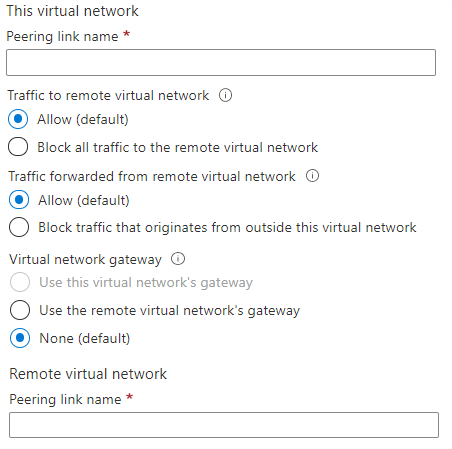 This virtual network
Peering link name *
Traffic to remote virtual network
Allow (default)
Block all traffic to the remote virtual network
Traffic forwarded from remote virtual network
Allow (default)
Block traffic that originates from outside this virtual network
Virtual network gateway
Use this virtual network's gateway
Use the remote virtual network's gateway
None (default)
Remote virtual network
Peering link name *